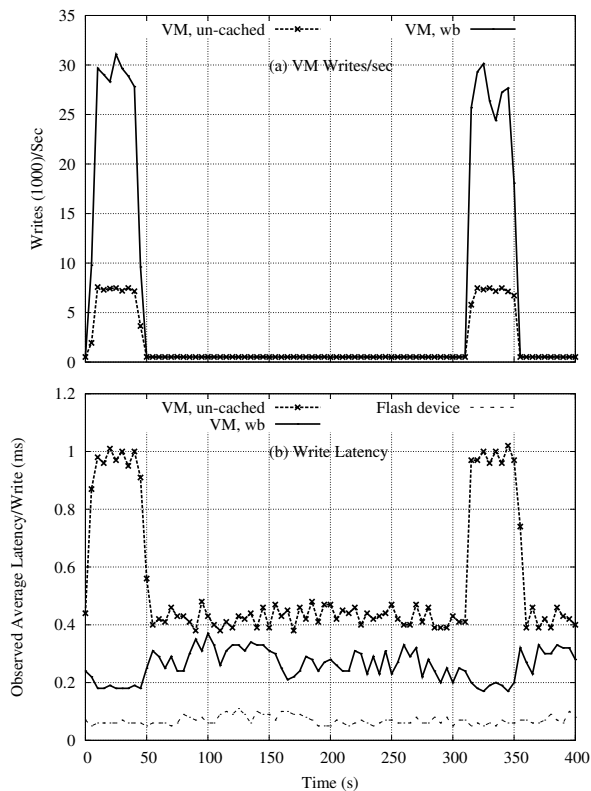 VM, un-cached VM, wb
(a) VM Writes/sec
Writes (1000)/Sec
35
30
25
20
15
10
5
0
VM, un-cached Flash device
VM, wb
(b) Write Latency
Observed Average Latency/Write (ms)
1.2
1
0.8
0.6
0.4
0.2
0
0 50 100 150 200 250 300 350 400
Time (s)